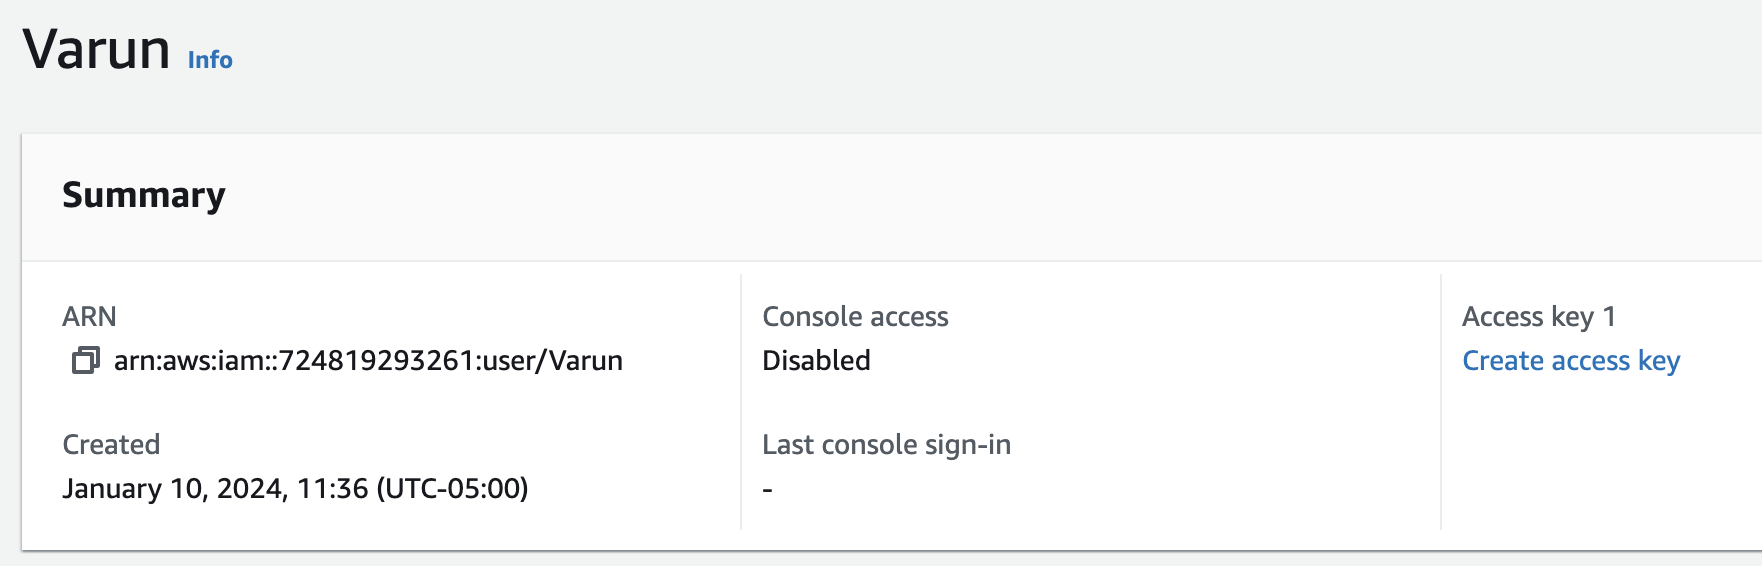 Varun Info
Summary
ARN
arn:aws:iam::724819293261:user/Varun
Created
January 10, 2024, 11:36 (UTC-05:00)
Console access
Disabled
Last console sign-in
-
Access key 1
Create access key